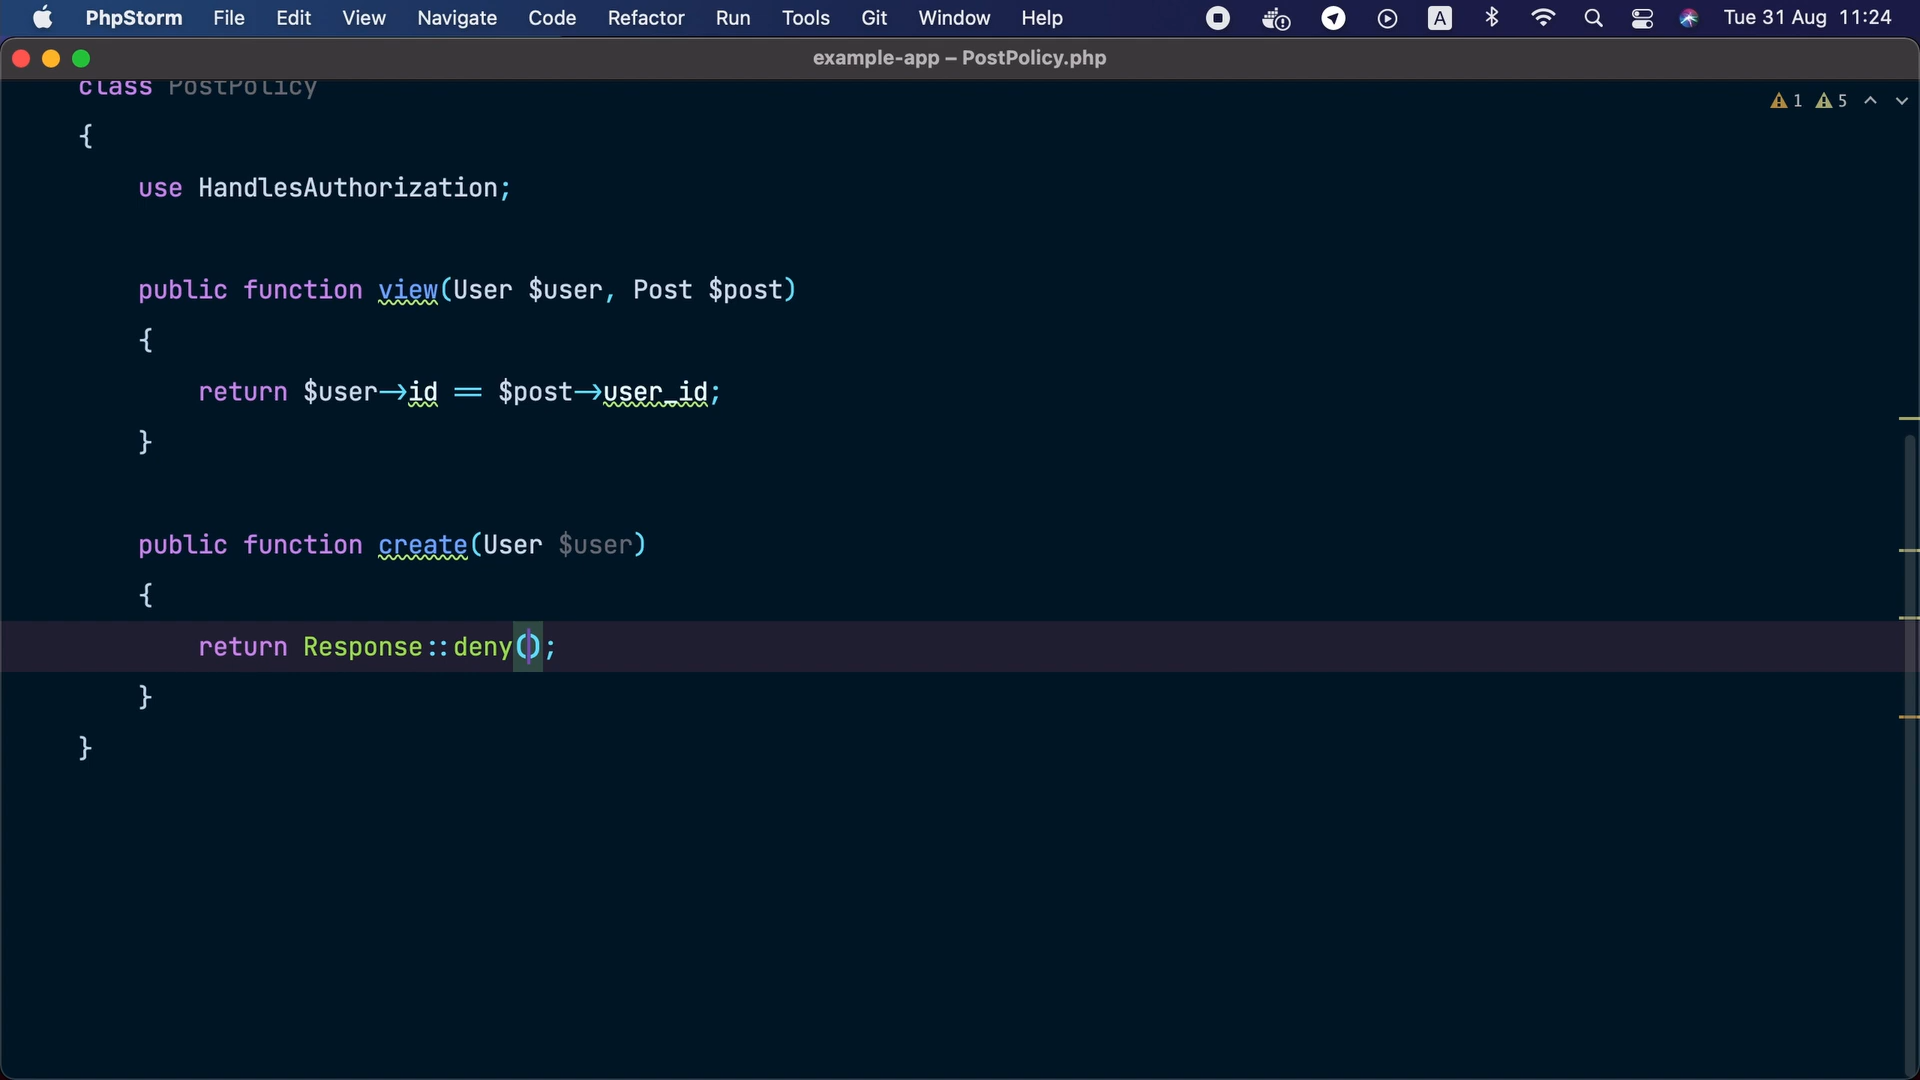 PhpStorm File Edit View Navigate Code Refactor Run Tools Git Window Help A Tue 31 Aug 11:24
example-app – PostPolicy.php
class PostPolicy
1 5
{
use HandlesAuthorization;
public function view(User $user, Post $post)
{
return $user->id == $post->user_id;
}
public function create(User $user)
{
return Response::deny();
}
}